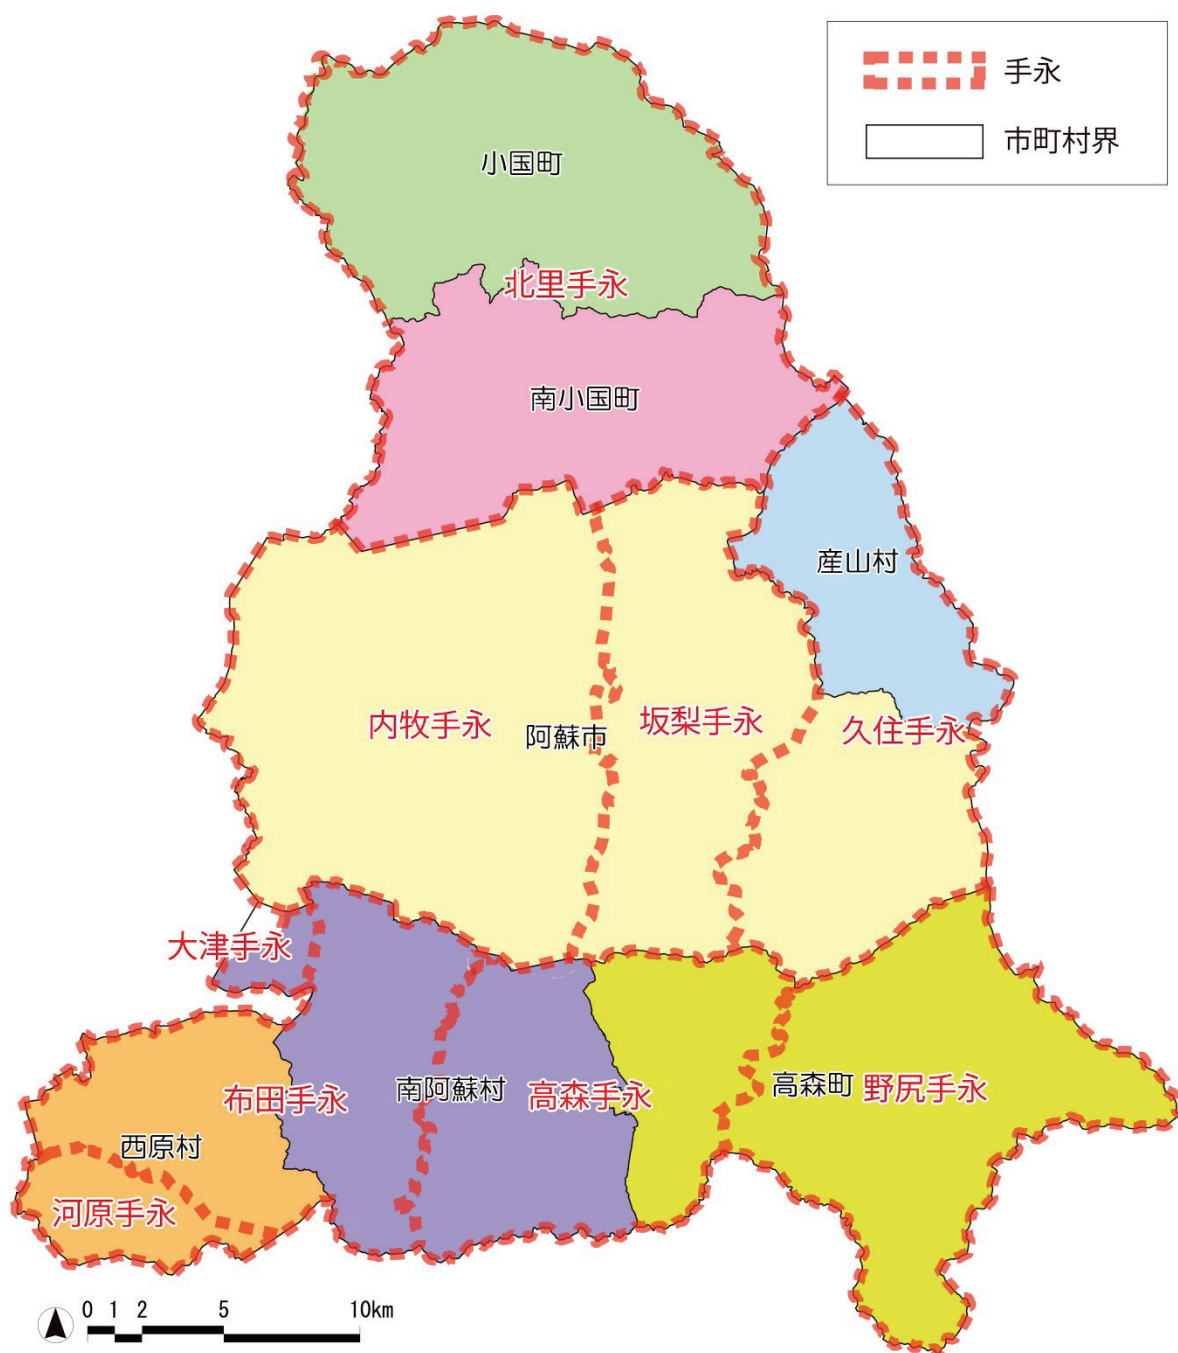 手永
市町村界
小国町
北里手永
南小国町
産山村
内牧手永
阿蘇市
坂梨手永
久住手永
大津手永
布田手永
南阿蘇村
高森手永
高森町
野尻手永
西原村
河原手永
0 1 2 5 10km